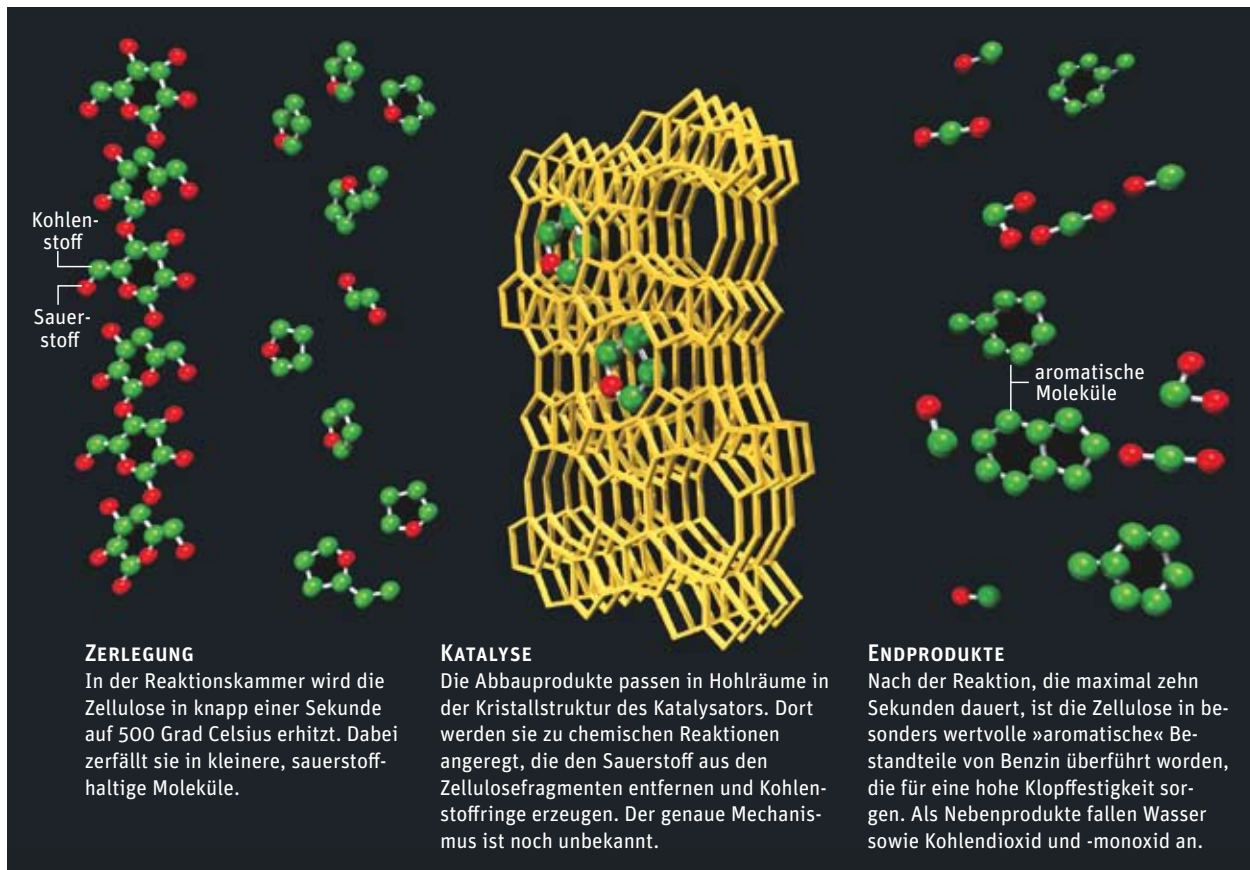 Kohlen-
stoff
Sauer-
stoff
aromatische
Moleküle
ZERLEGUNG
In der Reaktionskammer wird die
Zellulose in knapp einer Sekunde
auf 500 Grad Celsius erhitzt. Dabei
zerfällt sie in kleinere, sauerstoff-
haltige Moleküle.
KATALYSE
Die Abbauprodukte passen in Hohlräume in
der Kristallstruktur des Katalysators. Dort
werden sie zu chemischen Reaktionen
angeregt, die den Sauerstoff aus den
Zellulosefragmenten entfernen und Kohlen-
stoffringe erzeugen. Der genaue Mechanis-
mus ist noch unbekannt.
ENDPRODUKTE
Nach der Reaktion, die maximal zehn
Sekunden dauert, ist die Zellulose in be-
sonders wertvolle »aromatische« Be-
standteile von Benzin überführt worden,
die für eine hohe Klopffestigkeit sor-
gen. Als Nebenprodukte fallen Wasser
sowie Kohlendioxid und -monoxid an.